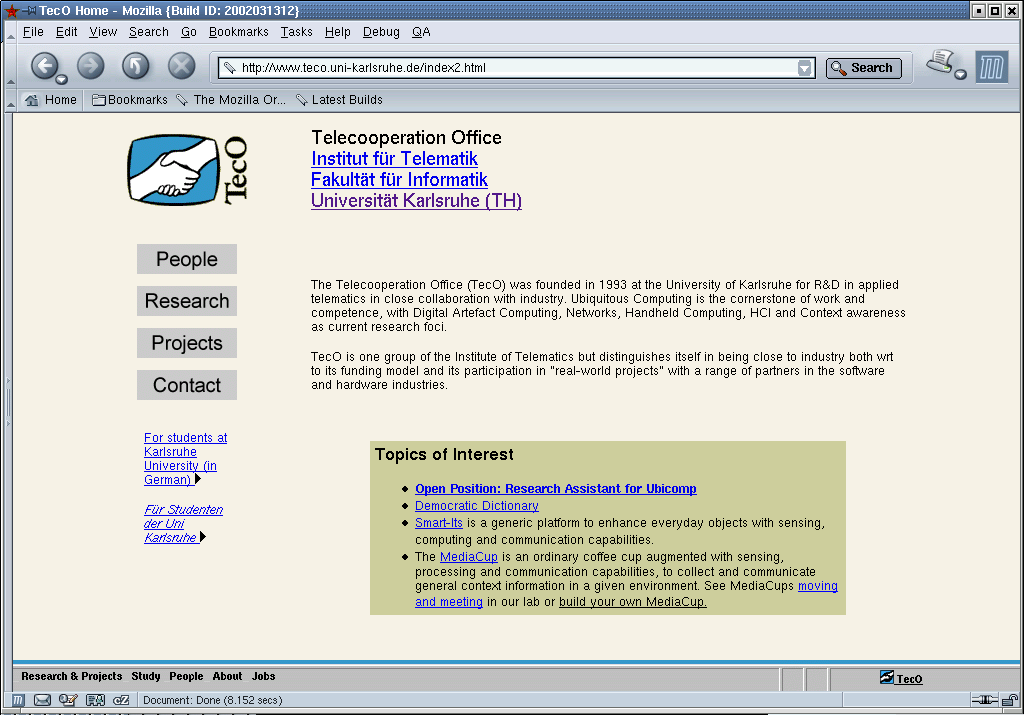 TecO Home - Mozilla {Build ID: 2002031312}
File Edit View Search Go Bookmarks Tasks Help Debug QA
http://www.teco.uni-karlsruhe.de/index2.html
Search
Home Bookmarks The Mozilla Or... Latest Builds
TecO
Telecooperation Office
Institut für Telematik
Fakultät für Informatik
Universität Karlsruhe (TH)
People
Research
Projects
Contact
For students at
Karlsruhe
University (in
German)
Für Studenten
der Uni
Karlsruhe
The Telecooperation Office (TecO) was founded in 1993 at the University of Karlsruhe for R&D in applied
telematics in close collaboration with industry. Ubiquitous Computing is the cornerstone of work and
competence, with Digital Artefact Computing, Networks, Handheld Computing, HCI and Context awareness
as current research foci.
TecO is one group of the Institute of Telematics but distinguishes itself in being close to industry both wrt
to its funding model and its participation in "real-world projects" with a range of partners in the software
and hardware industries.
Topics of Interest
Open Position: Research Assistant for Ubicomp
Democratic Dictionary
Smart-Its is a generic platform to enhance everyday objects with sensing,
computing and communication capabilities.
The MediaCup is an ordinary coffee cup augmented with sensing,
processing and communication capabilities, to collect and communicate
general context information in a given environment. See MediaCups moving
and meeting in our lab or build your own MediaCup.
Research & Projects Study People About Jobs
TecO
Document: Done (8.152 secs)